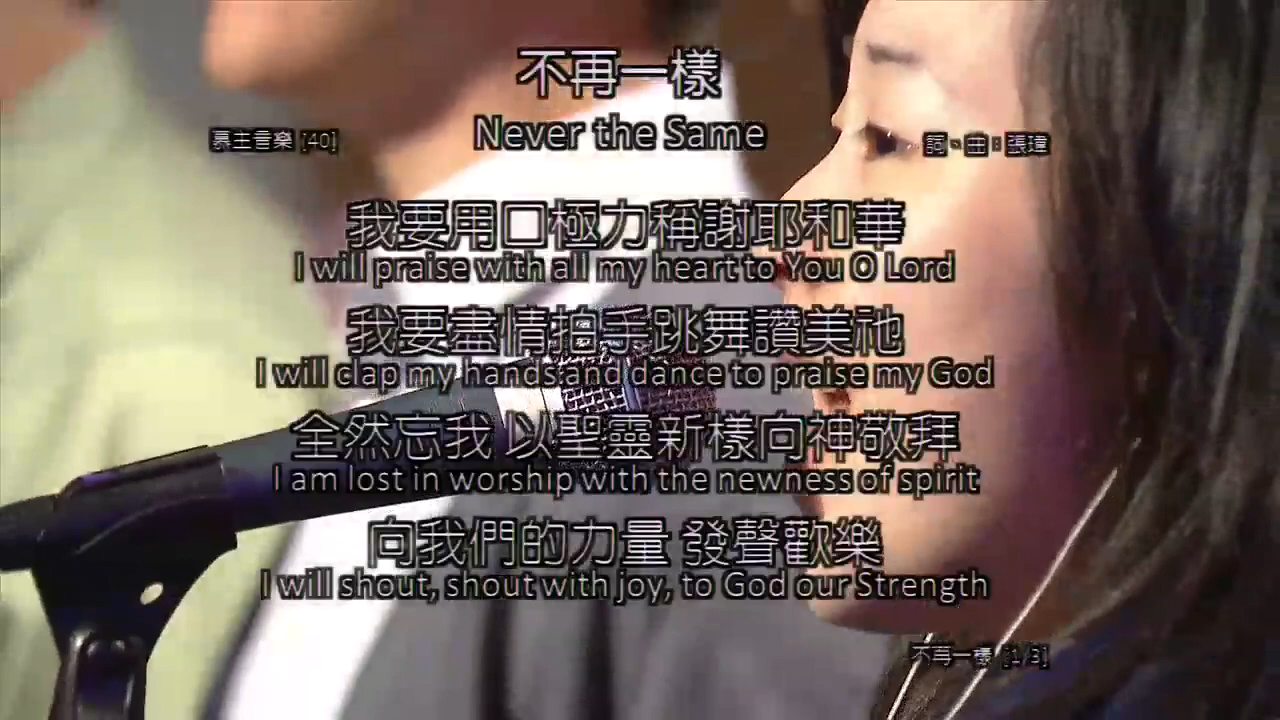 不再一樣
Never the Same
慕主音樂 [40]
詞、曲：張瑋
我要用口極力稱謝耶和華
I will praise with all my heart to You O Lord
我要盡情拍手跳舞讚美祂
I will clap my hands and dance to praise my God
全然忘我 以聖靈新樣向神敬拜
I am lost in worship with the newness of spirit
向我們的力量 發聲歡樂
I will shout, shout with joy, to God our Strength
不再一樣 [1/3]